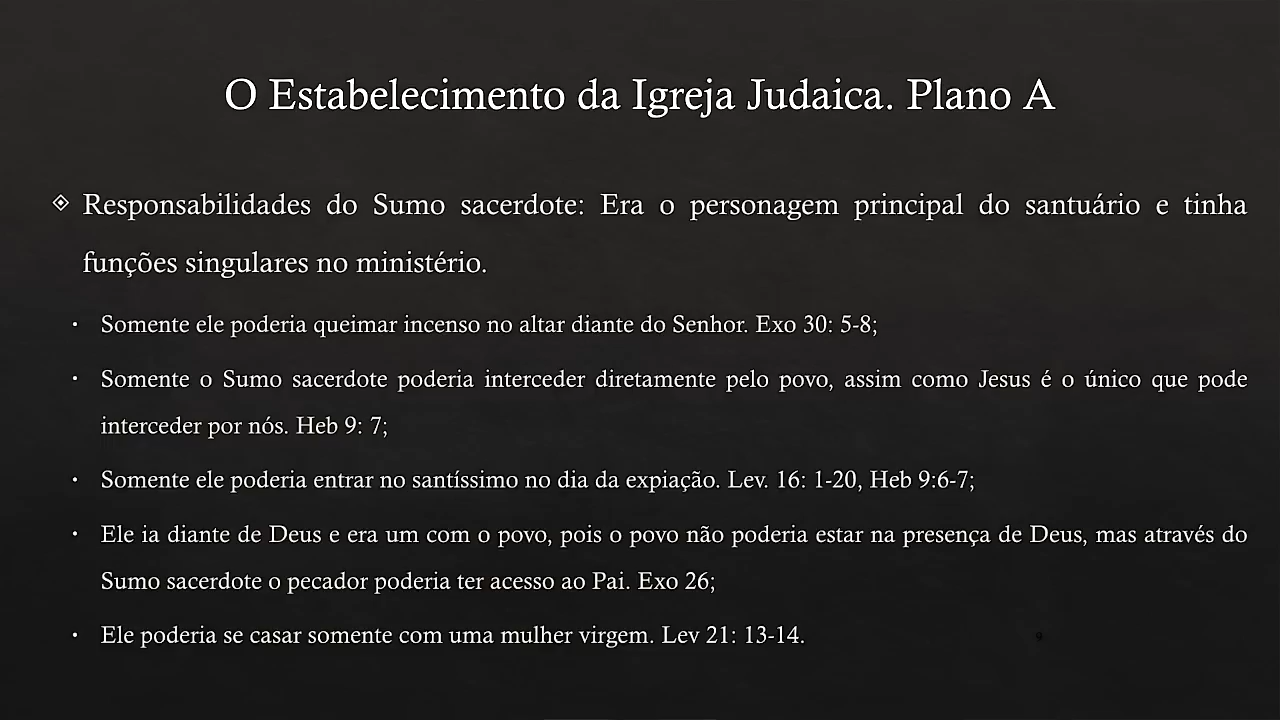 O Estabelecimento da Igreja Judaica. Plano A
Responsabilidades do Sumo sacerdote: Era o personagem principal do santuário e tinha
funções singulares no ministério.
Somente ele poderia queimar incenso no altar diante do Senhor. Exo 30: 5-8;
Somente o Sumo sacerdote poderia interceder diretamente pelo povo, assim como Jesus é o único que pode
interceder por nós. Heb 9: 7;
Somente ele poderia entrar no santíssimo no dia da expiação. Lev. 16: 1-20, Heb 9:6-7;
Ele ia diante de Deus e era um com o povo, pois o povo não poderia estar na presença de Deus, mas através do
Sumo sacerdote o pecador poderia ter acesso ao Pai. Exo 26;
Ele poderia se casar somente com uma mulher virgem. Lev 21: 13-14.
9